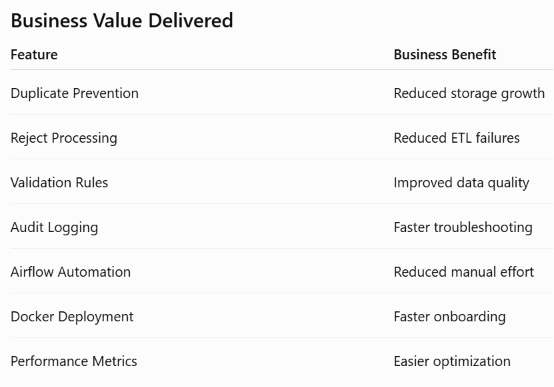 Business Value Delivered
Feature Business Benefit
Duplicate Prevention Reduced storage growth
Reject Processing Reduced ETL failures
Validation Rules Improved data quality
Audit Logging Faster troubleshooting
Airflow Automation Reduced manual effort
Docker Deployment Faster onboarding
Performance Metrics Easier optimization